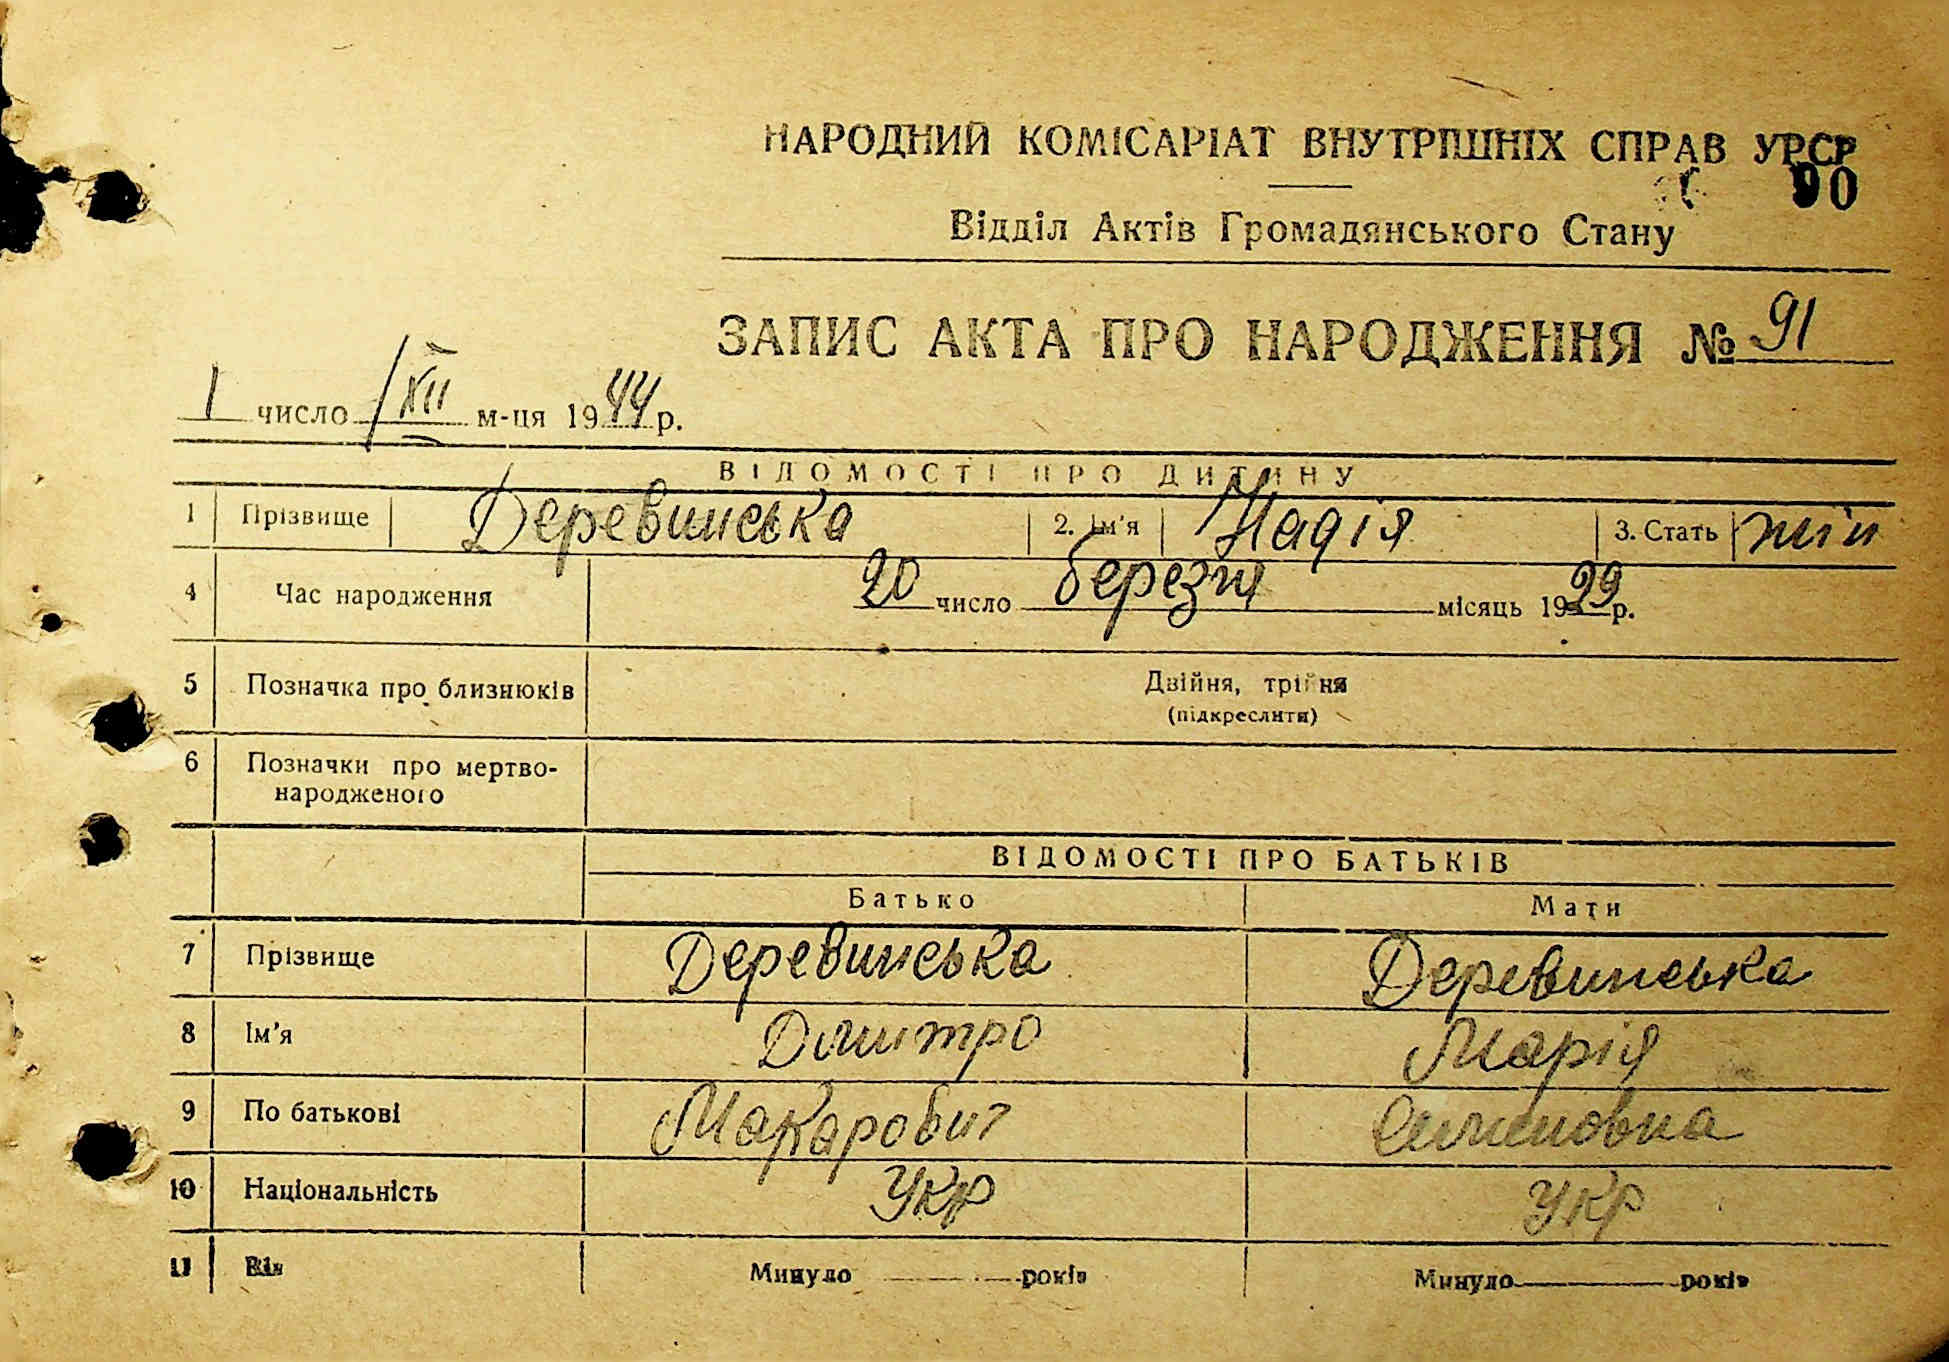 НАРОДНИЙ КОМІСАРІАТ ВНУТРІШНІХ СПРАВ УРСР
90
Відділ Актів Громадянського Стану
ЗАПИС АКТА ПРО НАРОДЖЕННЯ № 91
1 число XII м-ця 1944 р.
ВІДОМОСТІ ПРО ДИТИНУ
1 Прізвище Деревинська 2. Ім'я Надія 3. Стать жін
4 Час народження 20 число березня місяць 1929 р.
5 Позначка про близнюків Двійня, трійня
(підкреслити)
6 Позначки про мертво-
народженого
ВІДОМОСТІ ПРО БАТЬКІВ
Батько Мати
7 Прізвище Деревинська Деревинська
8 Ім'я Дмитро Марія
9 По батькові Макарович
10 Національність Укр Укр
11 Вік Минуло років Минуло років